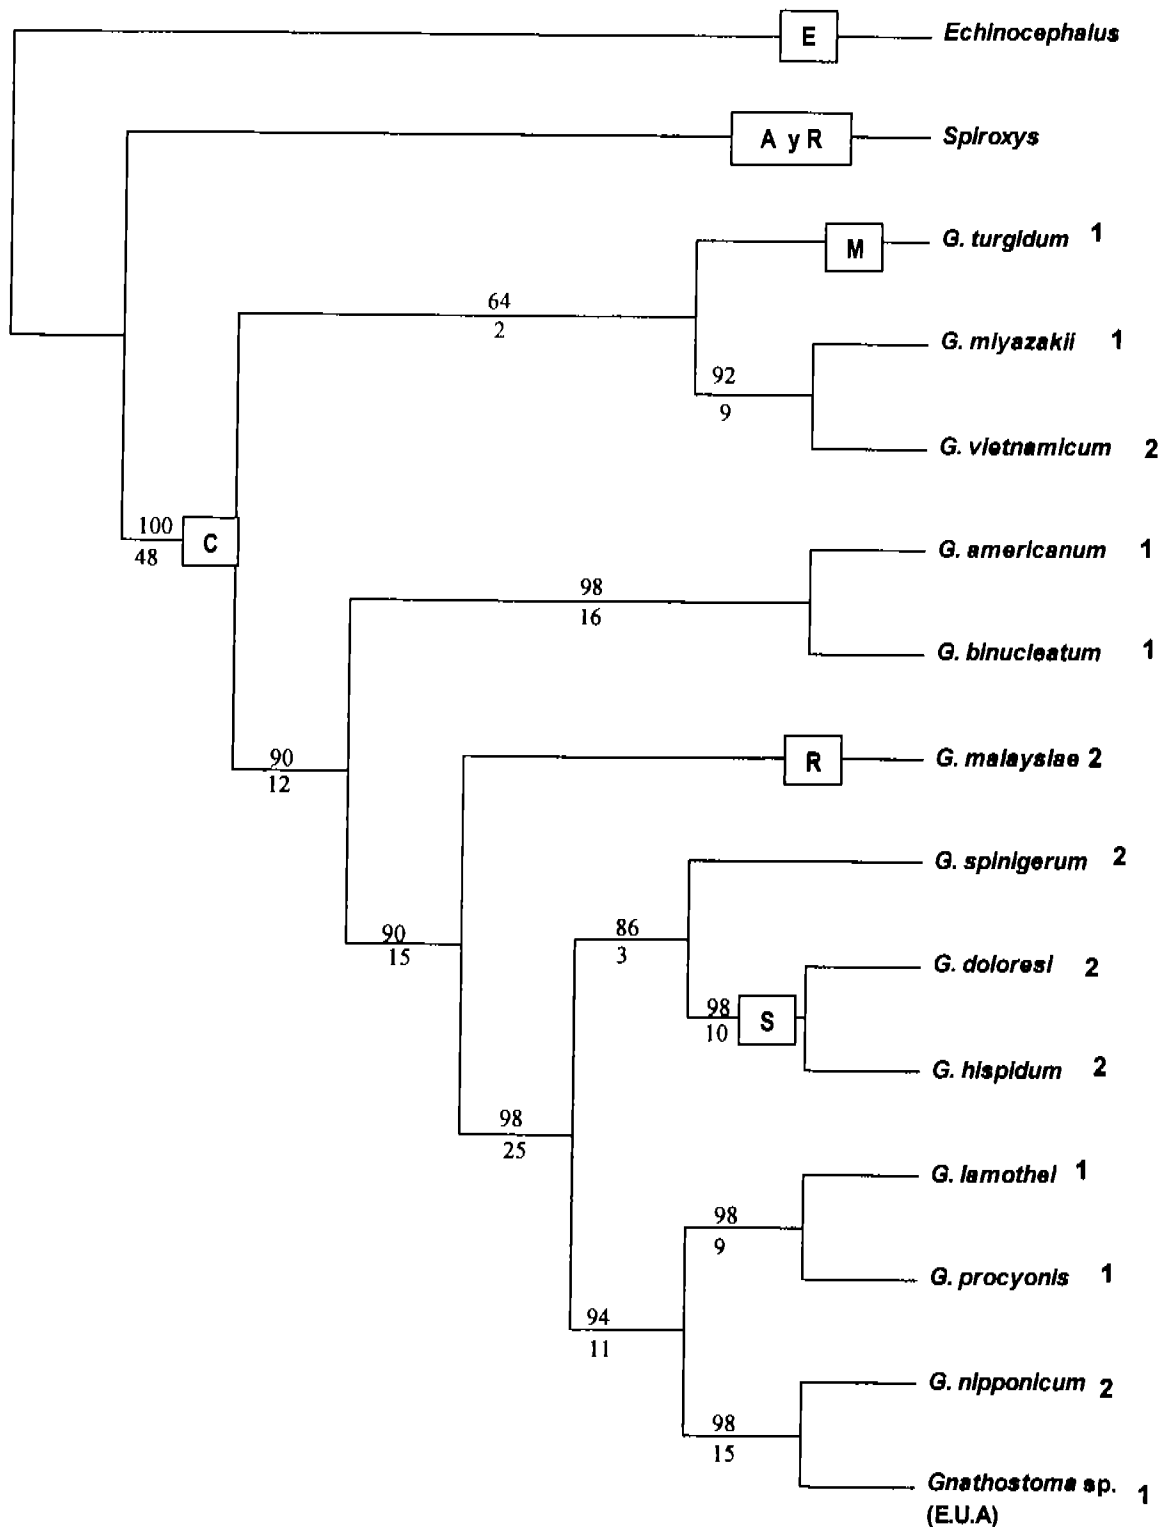 E Echinocephalus
A y R Spiroxys
M G. turgidum 1
64
2
G. miyazakii 1
92
9
G. vietnamicum 2
100
48
C
G. americanum 1
98
16
G. binucleatum 1
90
12
R G. malaysiae 2
G. spinigerum 2
86
3
90
15
G. doloresi 2
98
10
S
G. hispidum 2
98
25
G. lamothei 1
98
9
G. procyonis 1
94
11
G. nipponicum 2
98
15
Gnathostoma sp. 1
(E.U.A)